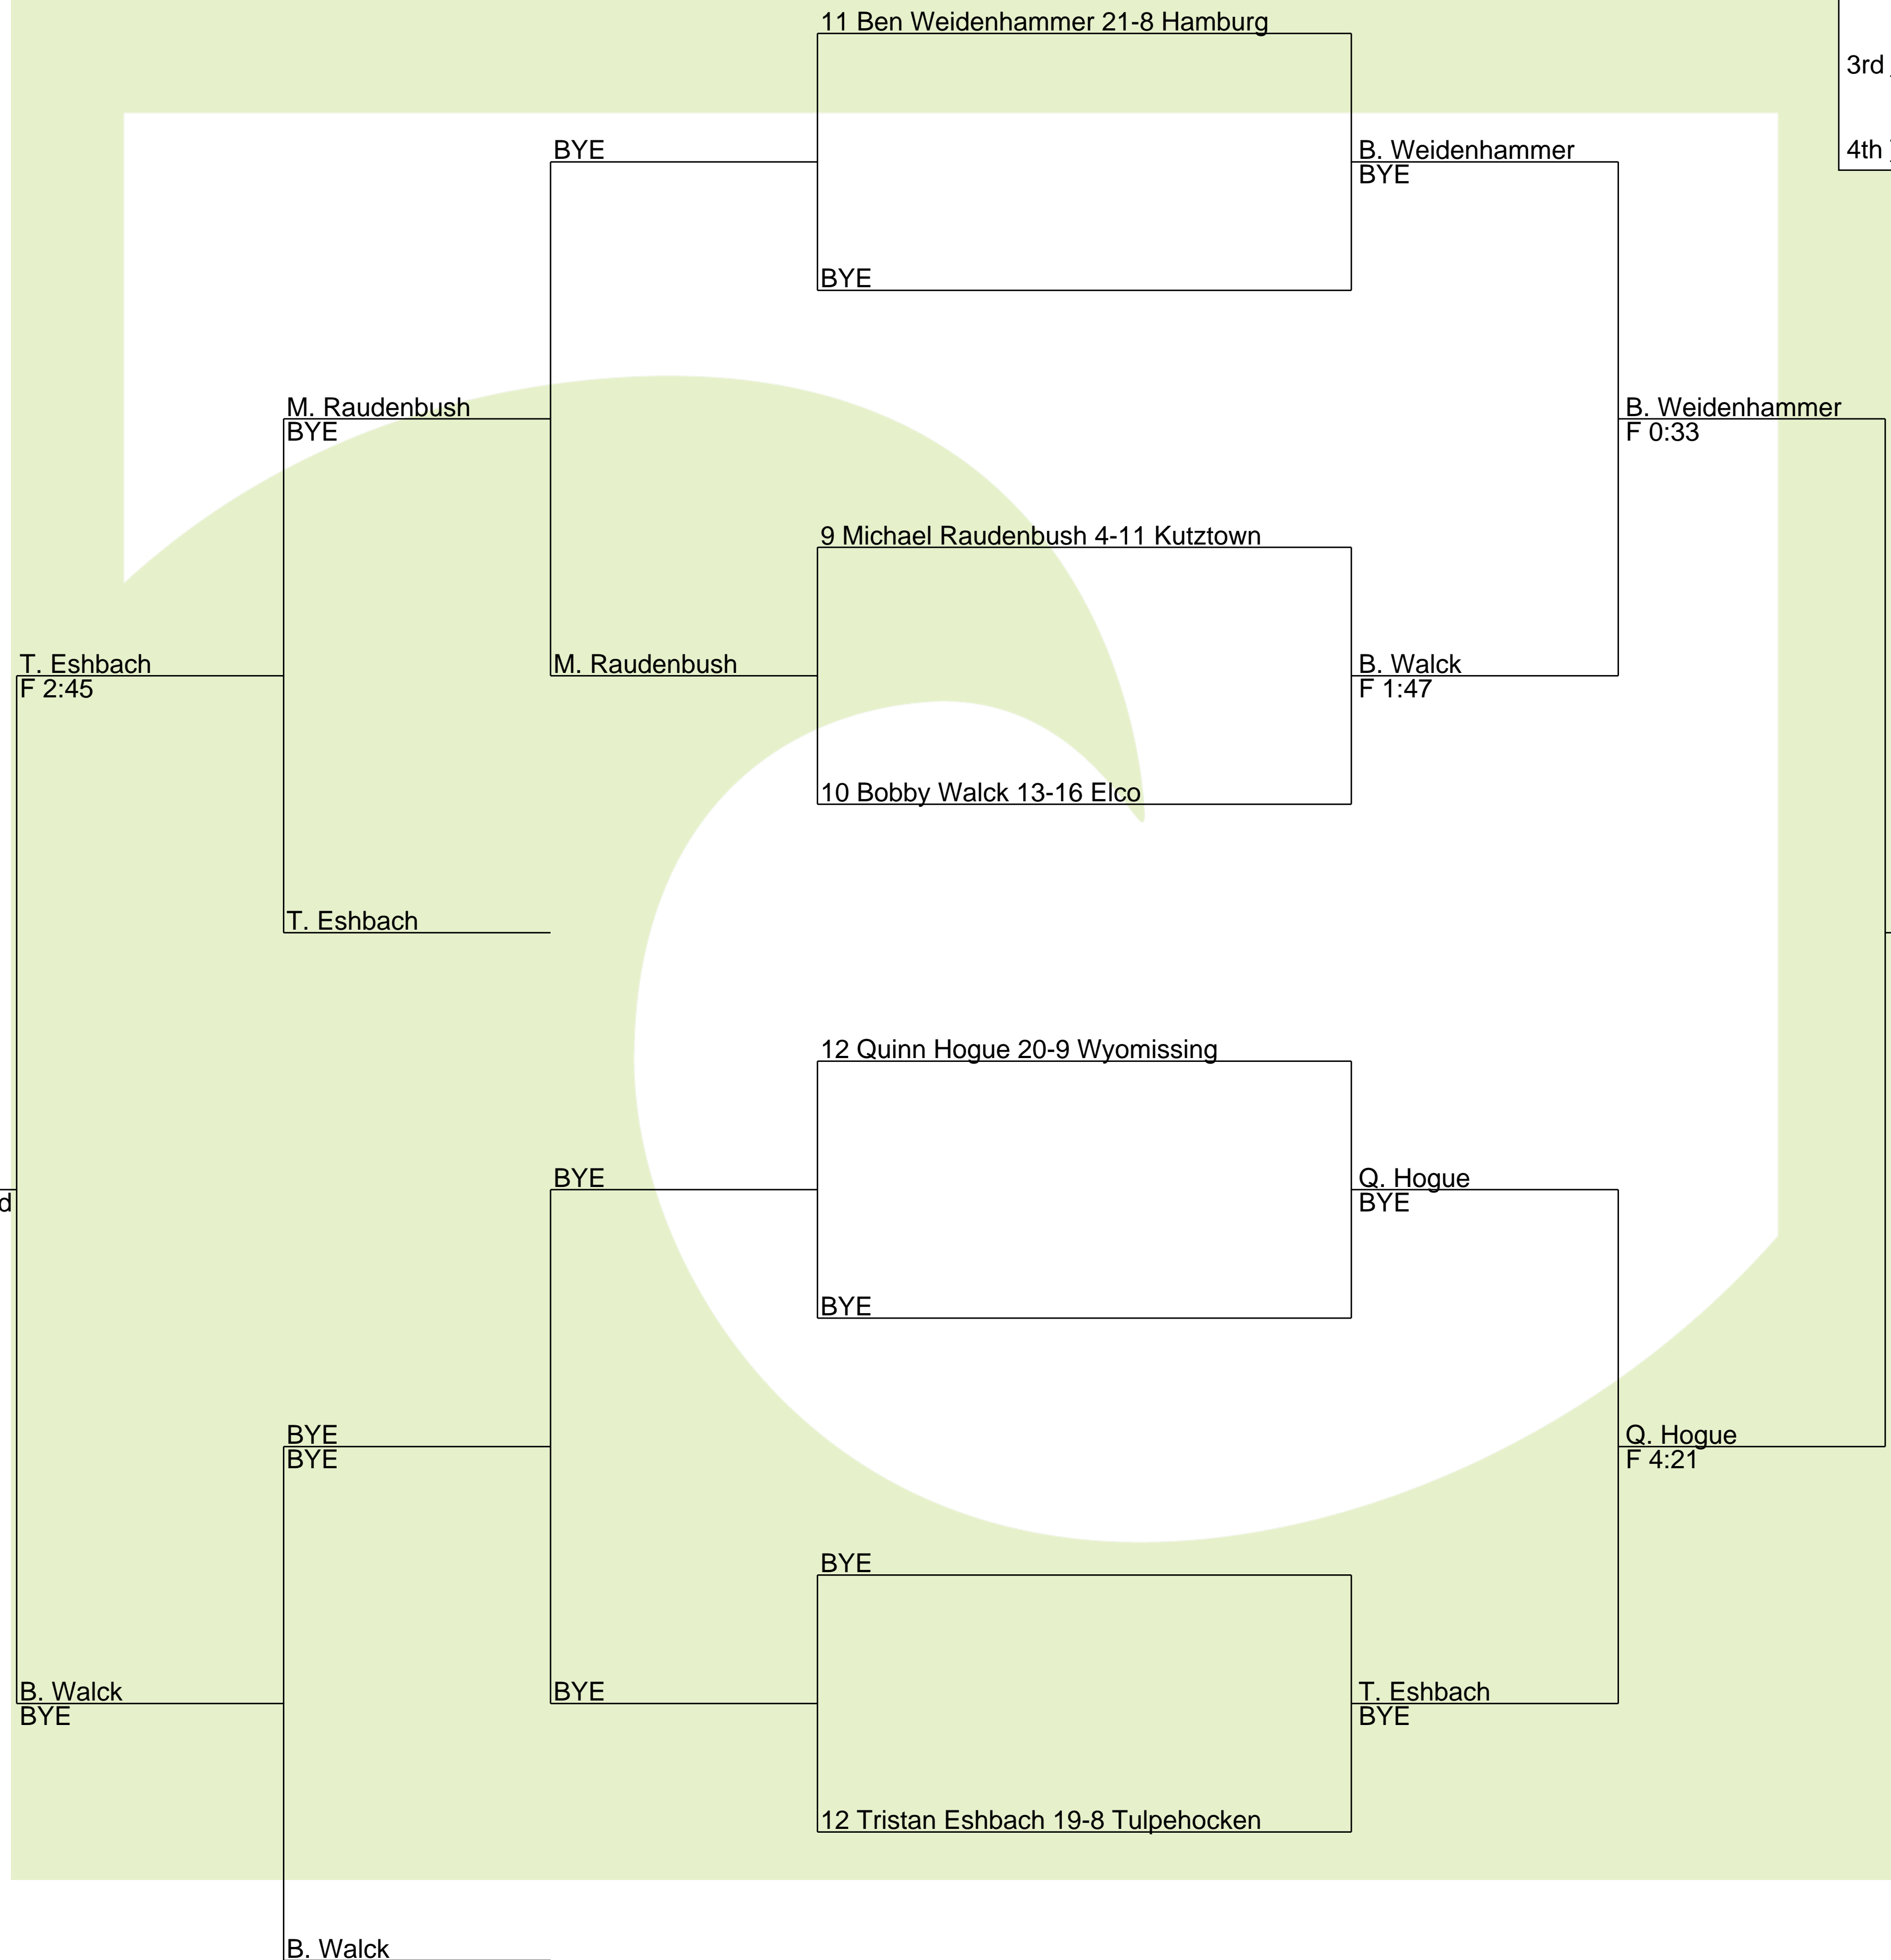 11 Ben Weidenhammer 21-8 Hamburg
3rd
BYE
B. Weidenhammer
BYE
4th
BYE
M. Raudenbush
BYE
B. Weidenhammer
F 0:33
9 Michael Raudenbush 4-11 Kutztown
T. Eshbach
F 2:45
M. Raudenbush
B. Walck
F 1:47
10 Bobby Walck 13-16 Elco
T. Eshbach
12 Quinn Hogue 20-9 Wyomissing
BYE
Q. Hogue
BYE
d
BYE
BYE
BYE
Q. Hogue
F 4:21
BYE
B. Walck
BYE
BYE
T. Eshbach
BYE
12 Tristan Eshbach 19-8 Tulpehocken
B. Walck